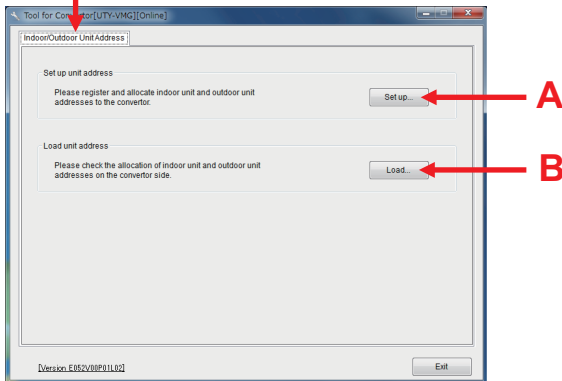 Tool for Convertor[UTY-VMG][Online]
Indoor/Outdoor Unit Address
Set up unit address
Please register and allocate indoor unit and outdoor unit
addresses to the convertor.
Set up...
A
Load unit address
Please check the allocation of indoor unit and outdoor unit
addresses on the convertor side.
Load...
B
[Version E052V00P01L02]
Exit